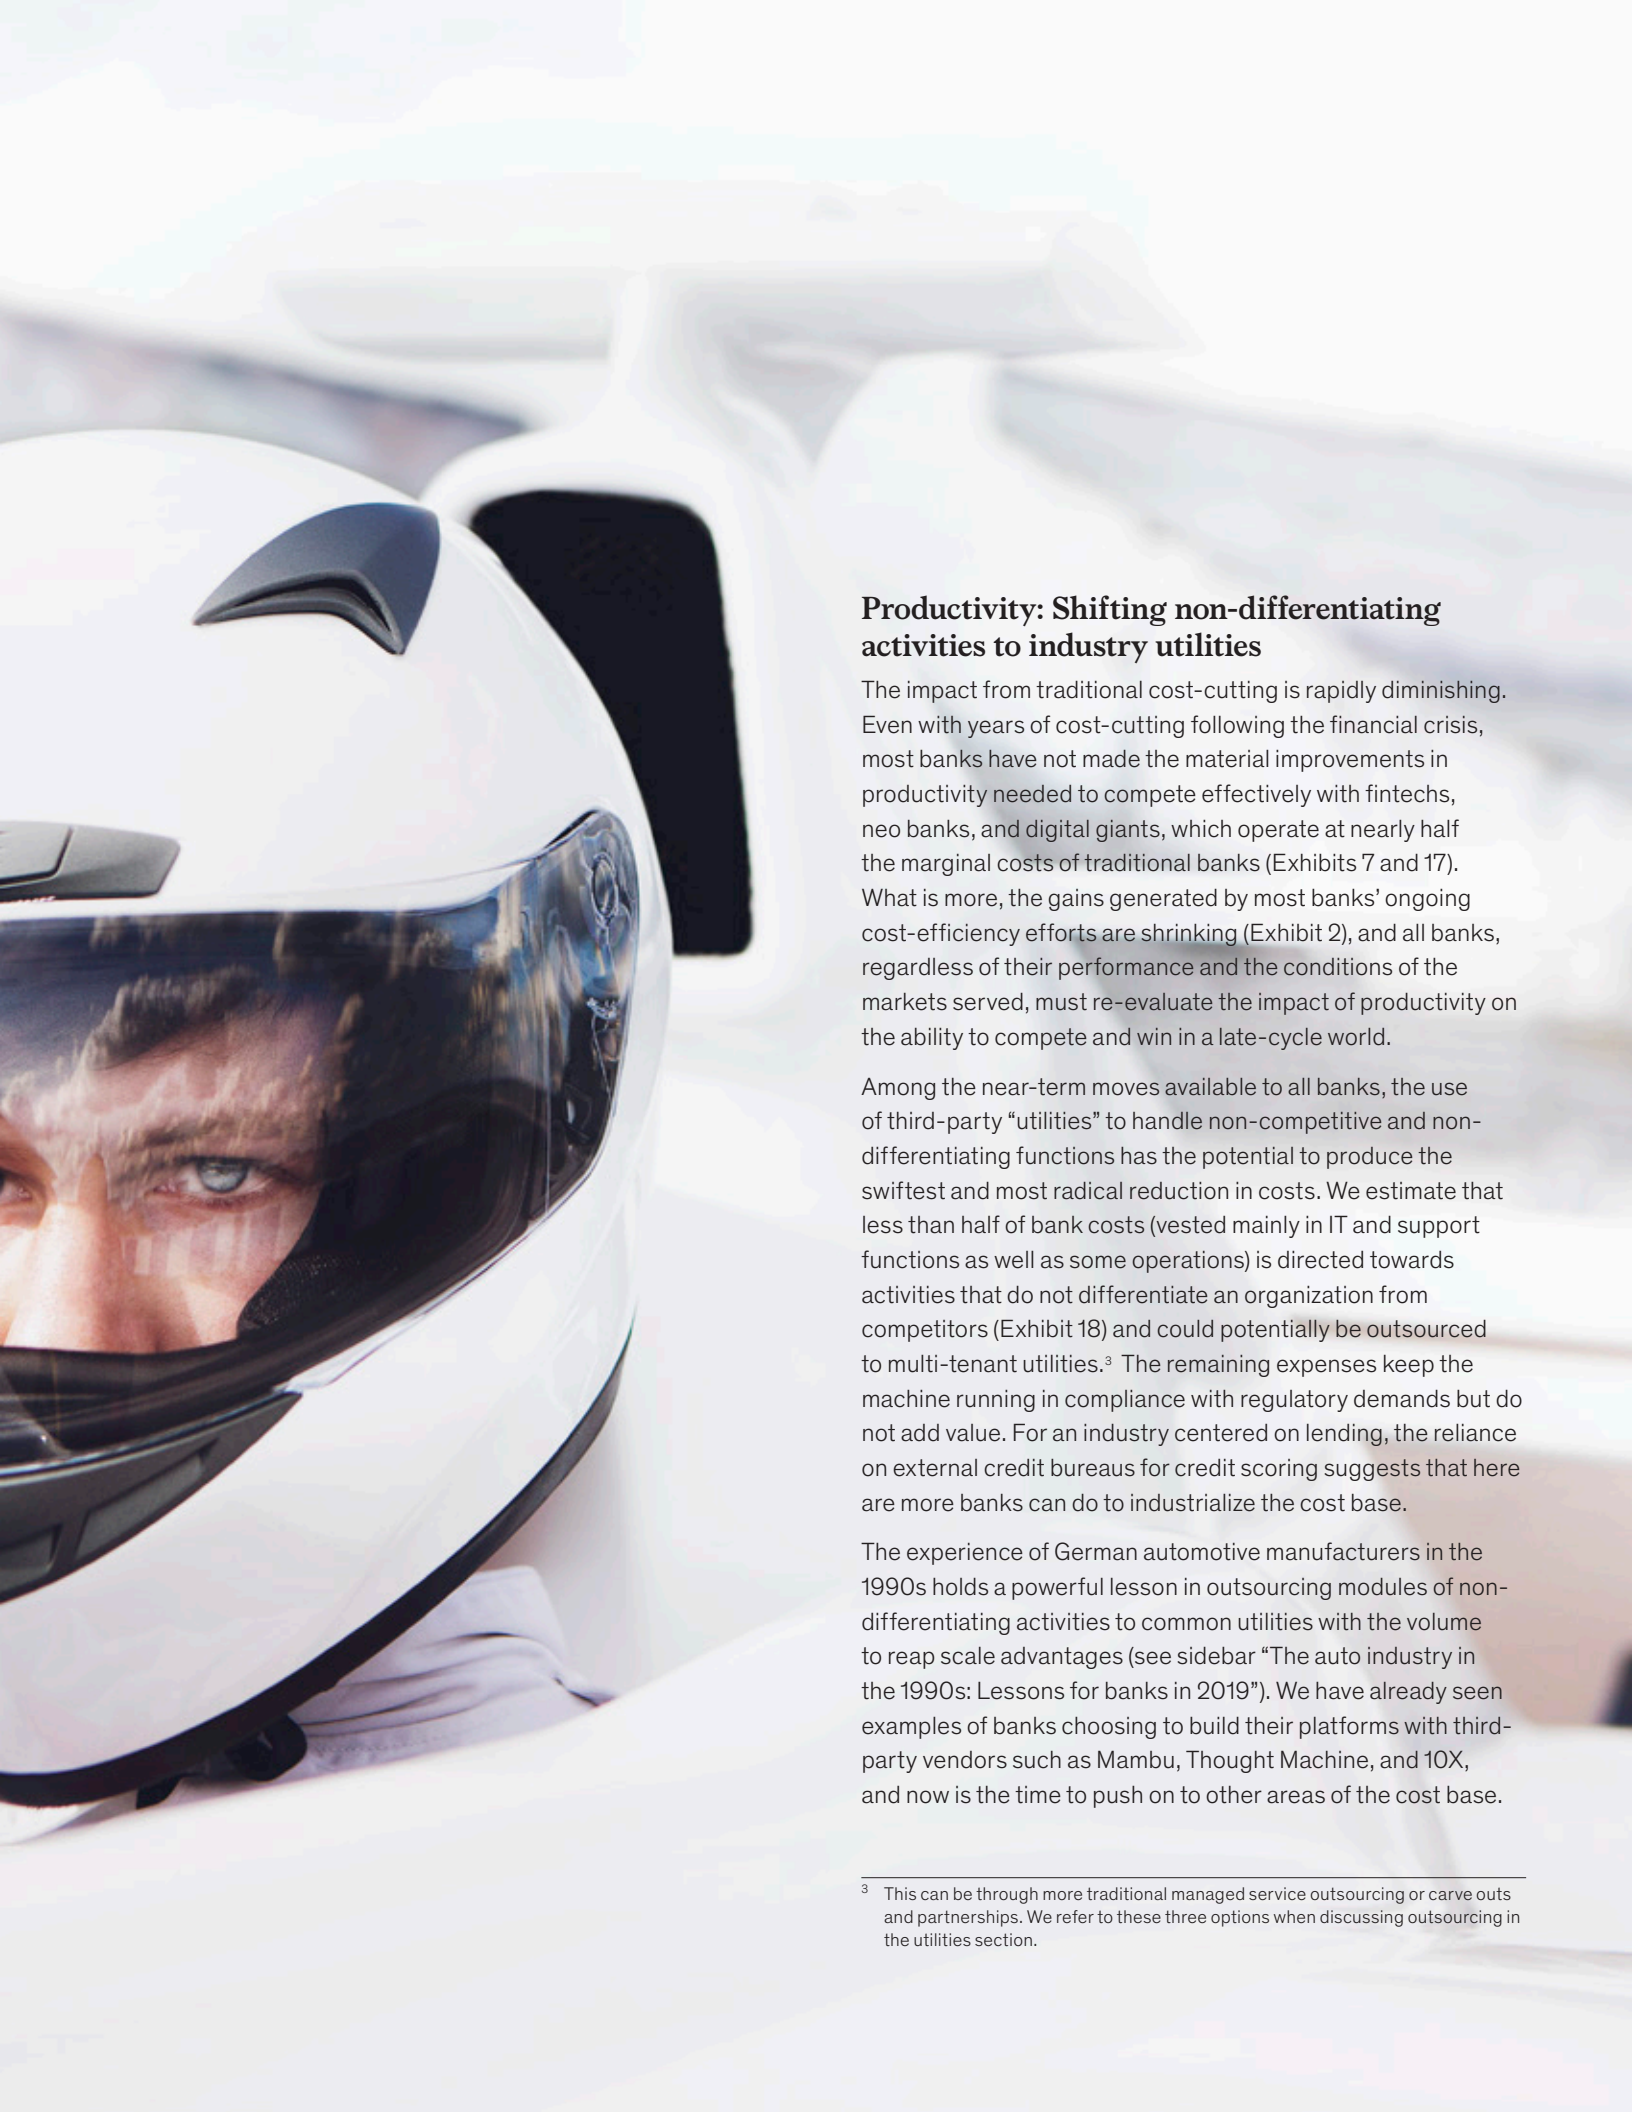 Productivity: Shifting non-differentiating
activities to industry utilities
The impact from traditional cost-cutting is rapidly diminishing.
Even with years of cost-cutting following the financial crisis,
most banks have not made the material improvements in
productivity needed to compete effectively with fintechs,
neo banks, and digital giants, which operate at nearly half
the marginal costs of traditional banks (Exhibits 7 and 17).
What is more, the gains generated by most banks’ ongoing
cost-efficiency efforts are shrinking (Exhibit 2), and all banks,
regardless of their performance and the conditions of the
markets served, must re-evaluate the impact of productivity on
the ability to compete and win in a late-cycle world.
Among the near-term moves available to all banks, the use
of third-party “utilities” to handle non-competitive and non-
differentiating functions has the potential to produce the
swiftest and most radical reduction in costs. We estimate that
less than half of bank costs (vested mainly in IT and support
functions as well as some operations) is directed towards
activities that do not differentiate an organization from
competitors (Exhibit 18) and could potentially be outsourced
to multi-tenant utilities.³ The remaining expenses keep the
machine running in compliance with regulatory demands but do
not add value. For an industry centered on lending, the reliance
on external credit bureaus for credit scoring suggests that here
are more banks can do to industrialize the cost base.
The experience of German automotive manufacturers in the
1990s holds a powerful lesson in outsourcing modules of non-
differentiating activities to common utilities with the volume
to reap scale advantages (see sidebar “The auto industry in
the 1990s: Lessons for banks in 2019”). We have already seen
examples of banks choosing to build their platforms with third-
party vendors such as Mambu, Thought Machine, and 10X,
and now is the time to push on to other areas of the cost base.
³ This can be through more traditional managed service outsourcing or carve outs
and partnerships. We refer to these three options when discussing outsourcing in
the utilities section.